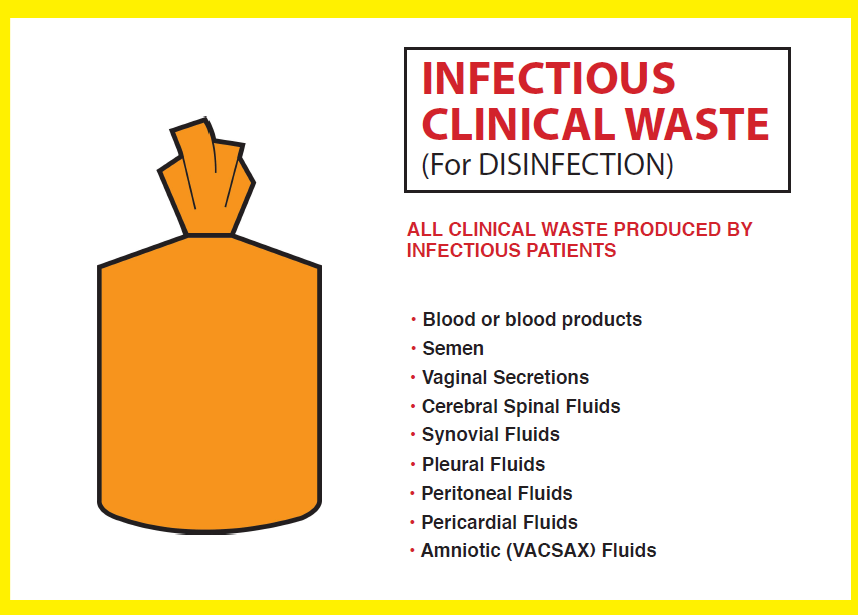 INFECTIOUS
CLINICAL WASTE
(For DISINFECTION)
ALL CLINICAL WASTE PRODUCED BY
INFECTIOUS PATIENTS
• Blood or blood products
• Semen
• Vaginal Secretions
• Cerebral Spinal Fluids
• Synovial Fluids
• Pleural Fluids
• Peritoneal Fluids
• Pericardial Fluids
• Amniotic (VACSAX) Fluids